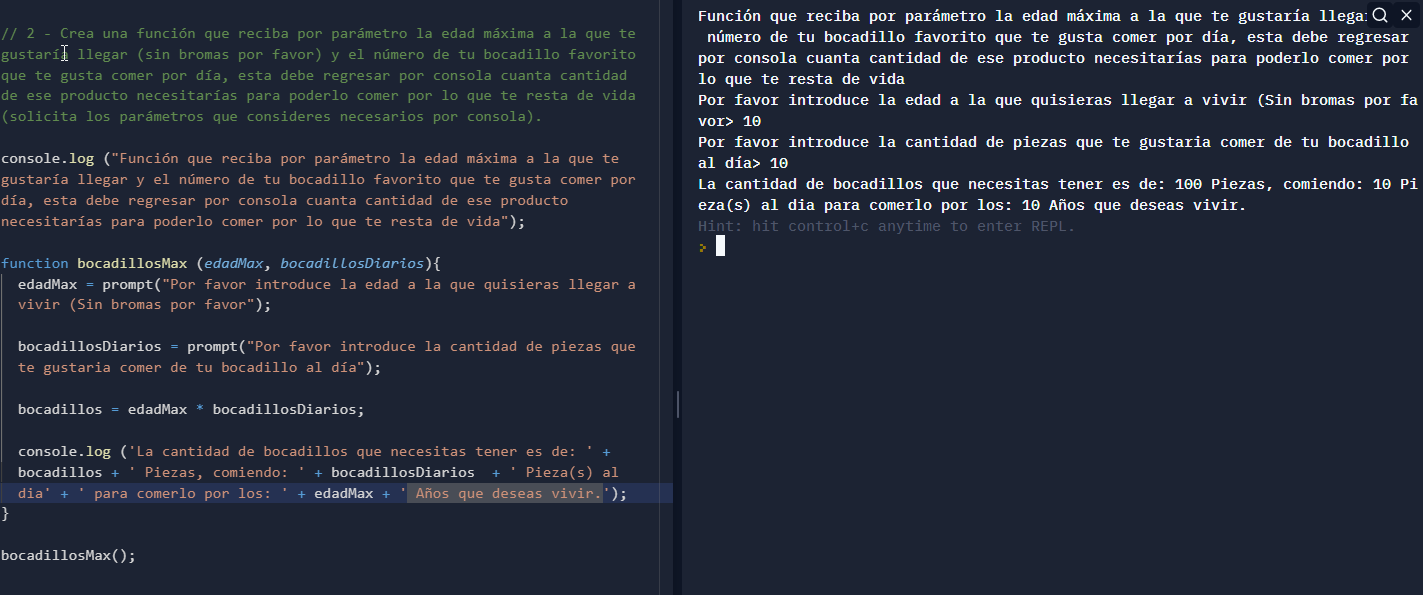 // 2 - Crea una función que reciba por parámetro la edad máxima a la que te
gustaría llegar (sin bromas por favor) y el número de tu bocadillo favorito
que te gusta comer por día, esta debe regresar por consola cuanta cantidad
de ese producto necesitarías para poderlo comer por lo que te resta de vida
(solicita los parámetros que consideres necesarios por consola).
console.log ("Función que reciba por parámetro la edad máxima a la que te
gustaría llegar y el número de tu bocadillo favorito que te gusta comer por
día, esta debe regresar por consola cuanta cantidad de ese producto
necesitarías para poderlo comer por lo que te resta de vida");
function bocadillosMax (edadMax, bocadillosDiarios){
edadMax = prompt("Por favor introduce la edad a la que quisieras llegar a
vivir (Sin bromas por favor");
bocadillosDiarios = prompt("Por favor introduce la cantidad de piezas que
te gustaria comer de tu bocadillo al día");
bocadillos = edadMax * bocadillosDiarios;
console.log ('La cantidad de bocadillos que necesitas tener es de: ' +
bocadillos + ' Piezas, comiendo: ' + bocadillosDiarios  + ' Pieza(s) al
dia' + ' para comerlo por los: ' + edadMax + ' Años que deseas vivir.');
}
bocadillosMax();
Función que reciba por parámetro la edad máxima a la que te gustaría llegar
número de tu bocadillo favorito que te gusta comer por día, esta debe regresar
por consola cuanta cantidad de ese producto necesitarías para poderlo comer por
lo que te resta de vida
Por favor introduce la edad a la que quisieras llegar a vivir (Sin bromas por fa
vor> 10
Por favor introduce la cantidad de piezas que te gustaria comer de tu bocadillo
al día> 10
La cantidad de bocadillos que necesitas tener es de: 100 Piezas, comiendo: 10 Pi
eza(s) al dia para comerlo por los: 10 Años que deseas vivir.
Hint: hit control+c anytime to enter REPL.
>